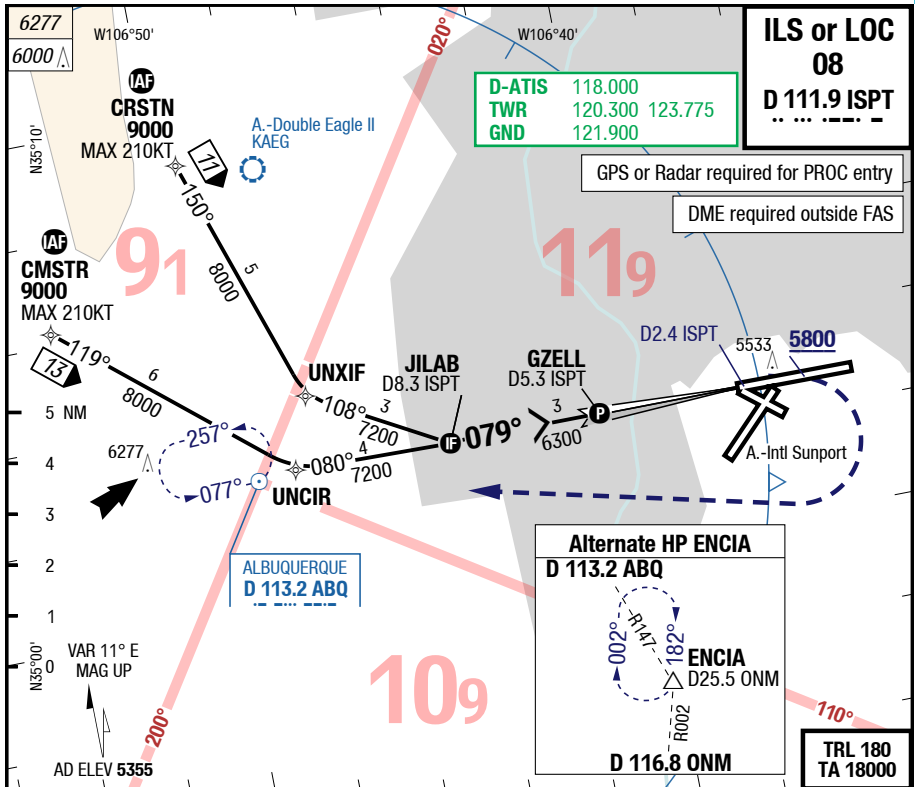 6277
6000
W106°50'
020°
W106°40'
ILS or LOC
08
D 111.9 ISPT
D-ATIS 118.000
TWR 120.300 123.775
GND 121.900
IAF
CRSTN
9000
MAX 210KT
N35°10'
A.-Double Eagle II
KAEG
11
GPS or Radar required for PROC entry
DME required outside FAS
150°
5
8000
91
119
IAF
CMSTR
9000
MAX 210KT
119°
13
6
8000
D2.4 ISPT
5533
5800
UNXIF
JILAB
D8.3 ISPT
GZELL
D5.3 ISPT
108°
3
7200
IF
079°
3
6300
2
P
5 NM
4
3
2
1
0
257°
077°
6277
080°
4
7200
UNCIR
A.-Intl Sunport
ALBUQUERQUE
D 113.2 ABQ
Alternate HP ENCIA
D 113.2 ABQ
R147
002°
182°
ENCIA
D25.5 ONM
R002
D 116.8 ONM
N35°00'
VAR 11° E
MAG UP
AD ELEV 5355
200°
109
110°
TRL 180
TA 18000